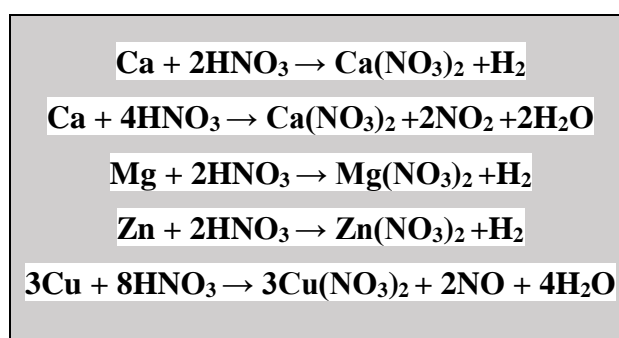 Ca + 2HNO₃ → Ca(NO₃)₂ +H₂
Ca + 4HNO₃ → Ca(NO₃)₂ +2NO₂ +2H₂O
Mg + 2HNO₃ → Mg(NO₃)₂ +H₂
Zn + 2HNO₃ → Zn(NO₃)₂ +H₂
3Cu + 8HNO₃ → 3Cu(NO₃)₂ + 2NO + 4H₂O